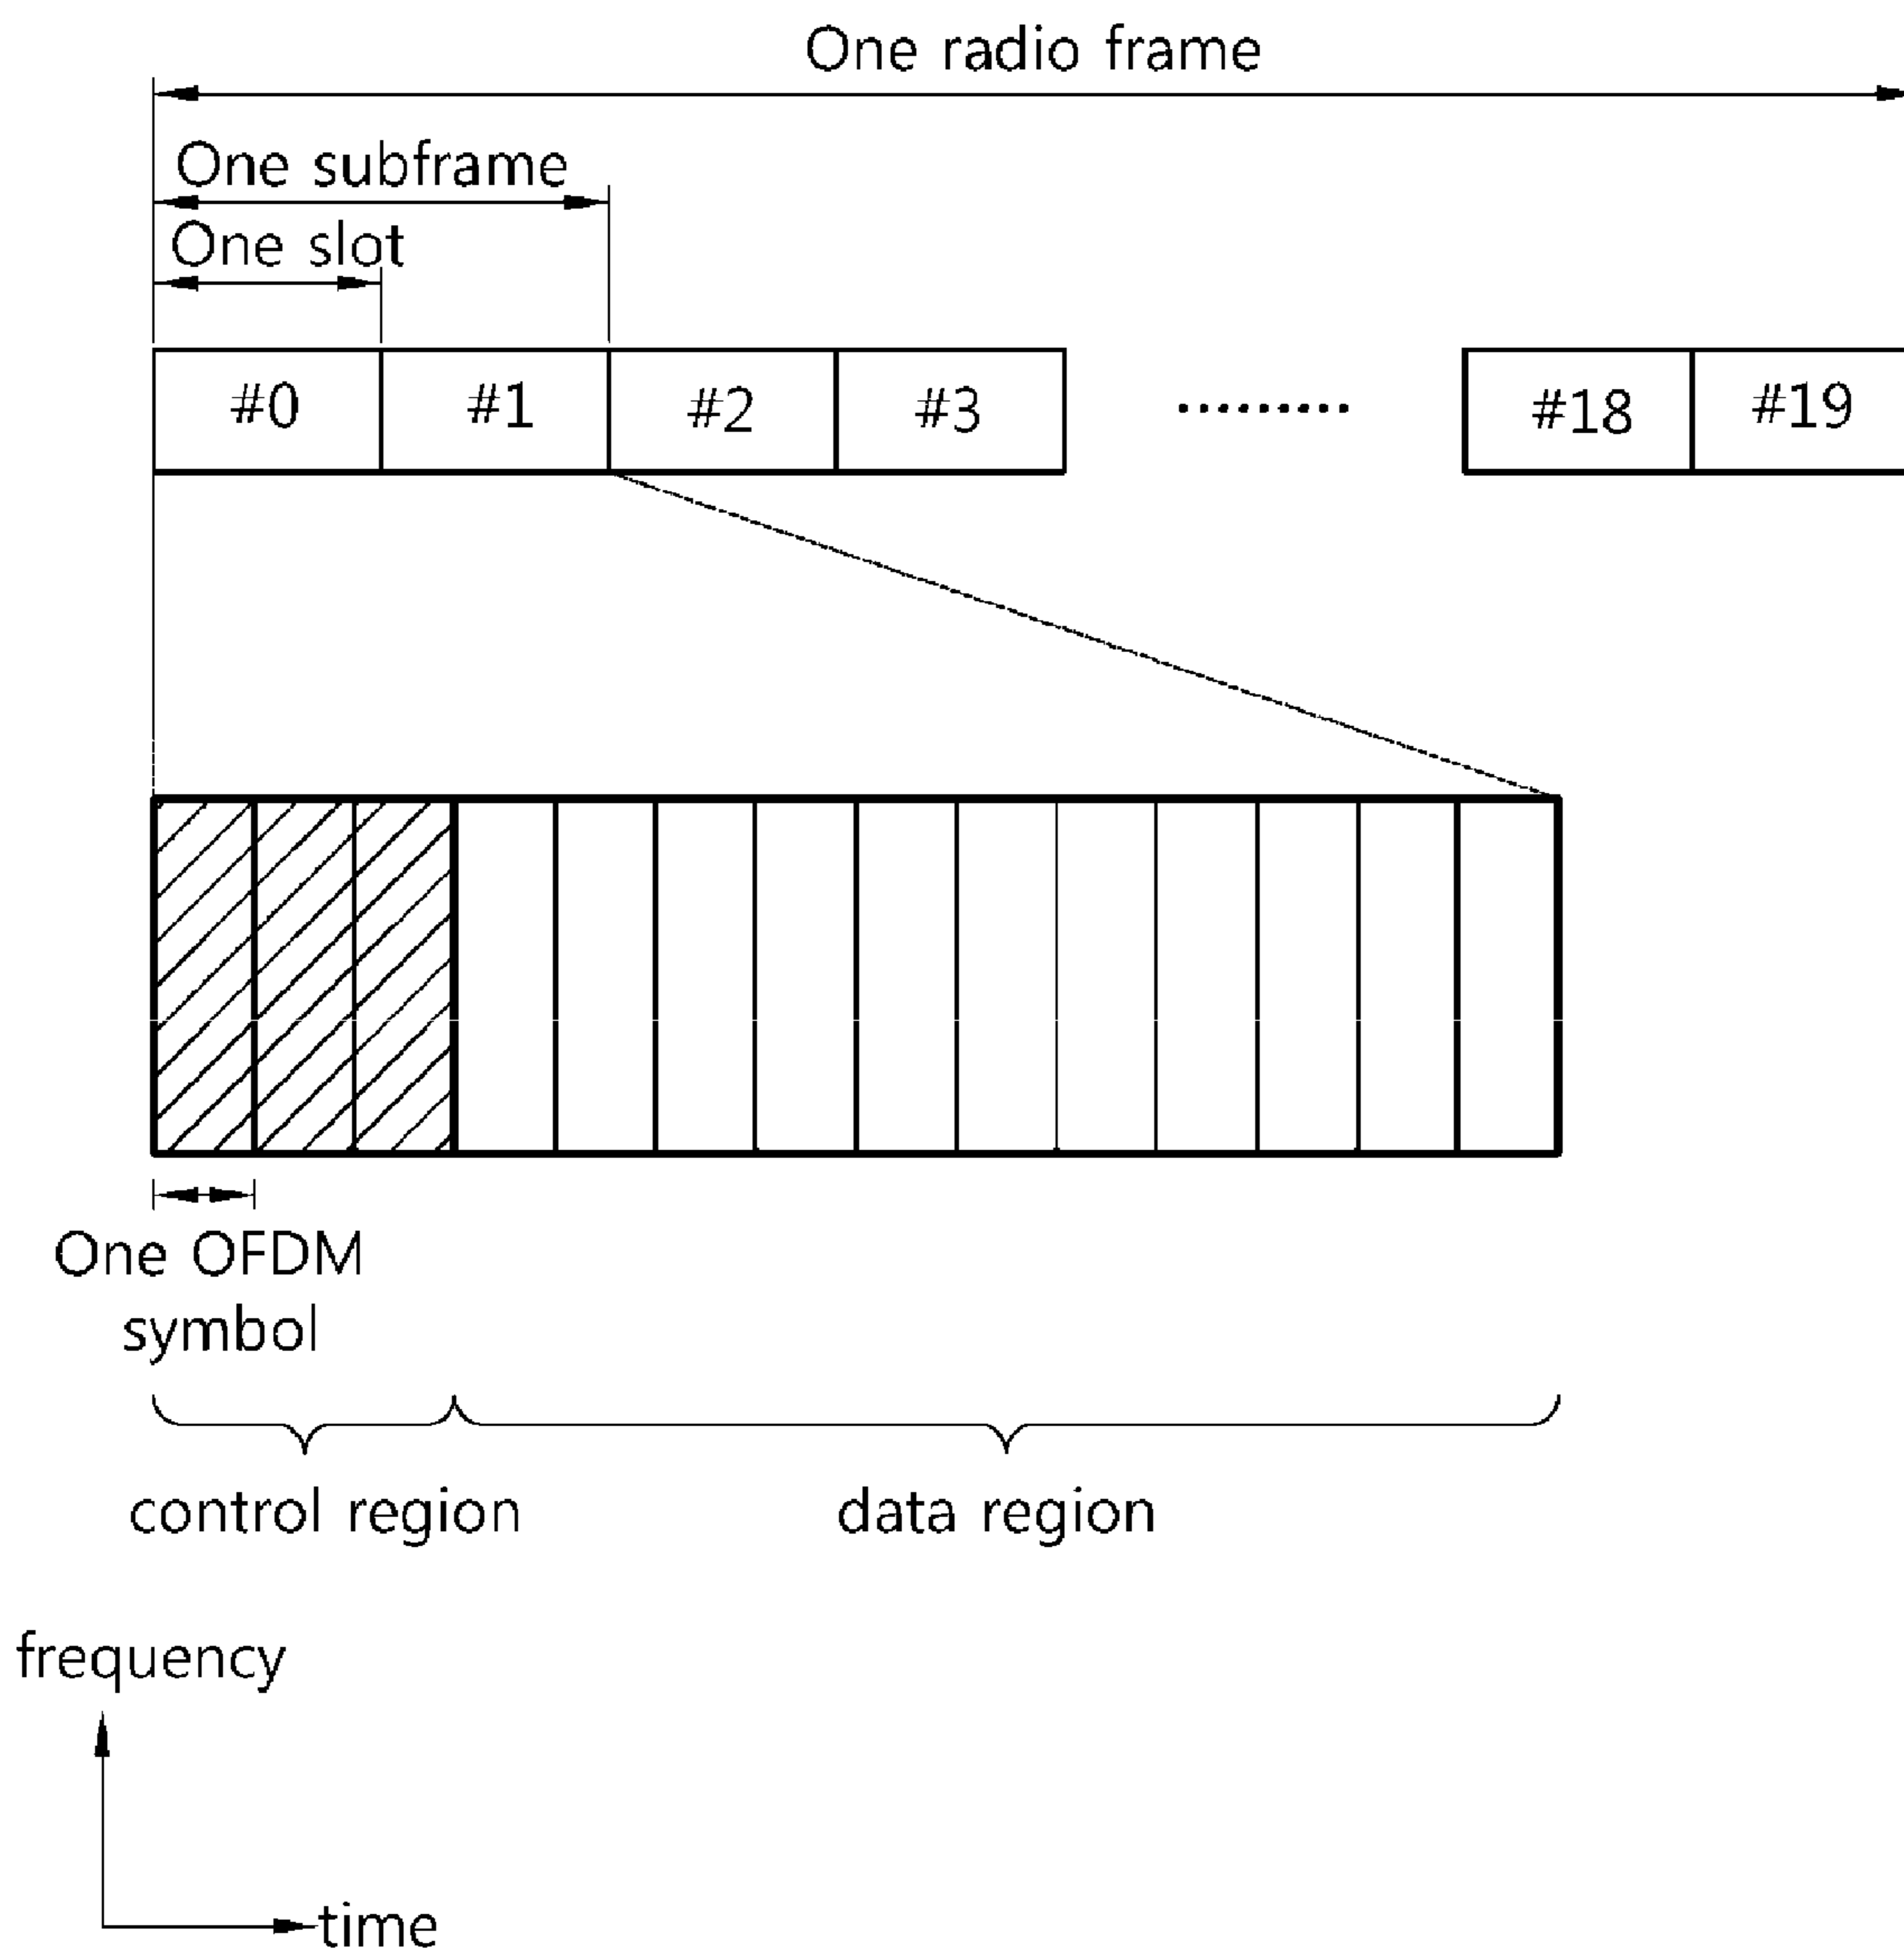 One radio frame
One subframe
One slot
#0 #1 #2 #3 ......... #18 #19
One OFDM
symbol
control region data region
frequency
time